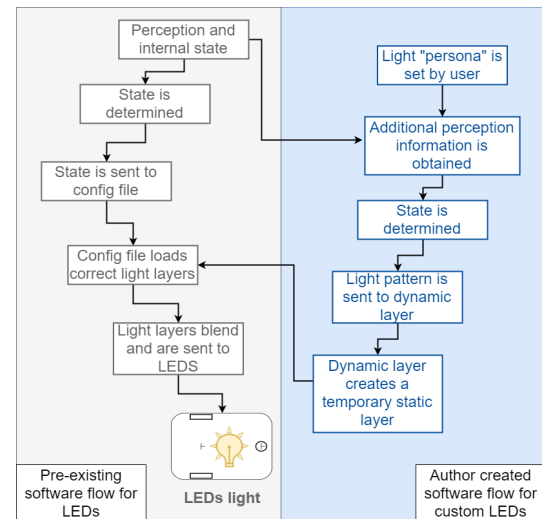 Perception and
internal state
State is
determined
State is sent to
config file
Config file loads
correct light layers
Light layers blend
and are sent to
LEDS
LEDs light
Pre-existing
software flow for
LEDs
Light "persona" is
set by user
Additional perception
information is
obtained
State is
determined
Light pattern is
sent to dynamic
layer
Dynamic layer
creates a
temporary static
layer
Author created
software flow for
custom LEDs